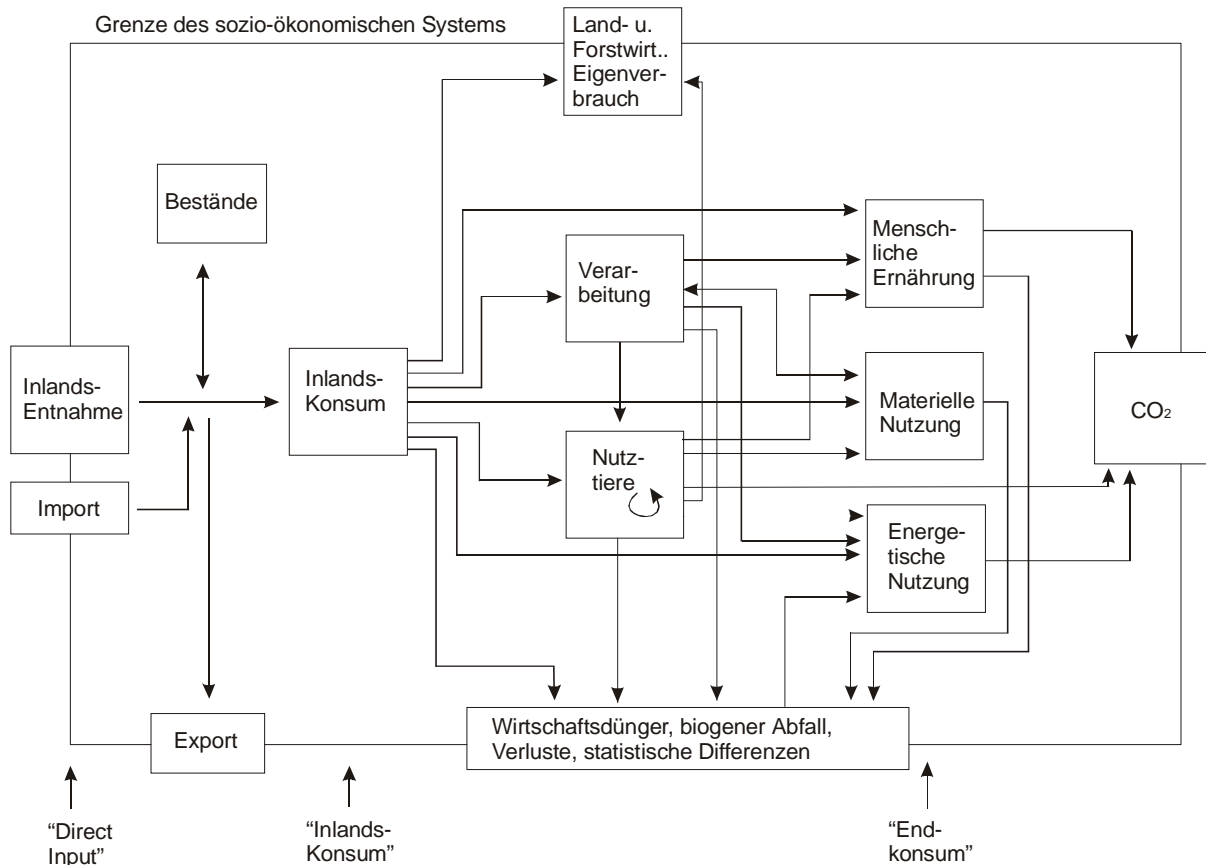 Grenze des sozio-ökonomischen Systems
Land- u.
Forstwirt..
Eigenver-
brauch
Bestände
Mensch-
liche
Ernährung
Verar-
beitung
Inlands-
Entnahme
Inlands-
Konsum
Materielle
Nutzung
CO₂
Nutz-
tiere
Import
Energe-
tische
Nutzung
Export
Wirtschaftsdünger, biogener Abfall,
Verluste, statistische Differenzen
“Direct
Input”
“Inlands-
Konsum”
“End-
konsum”